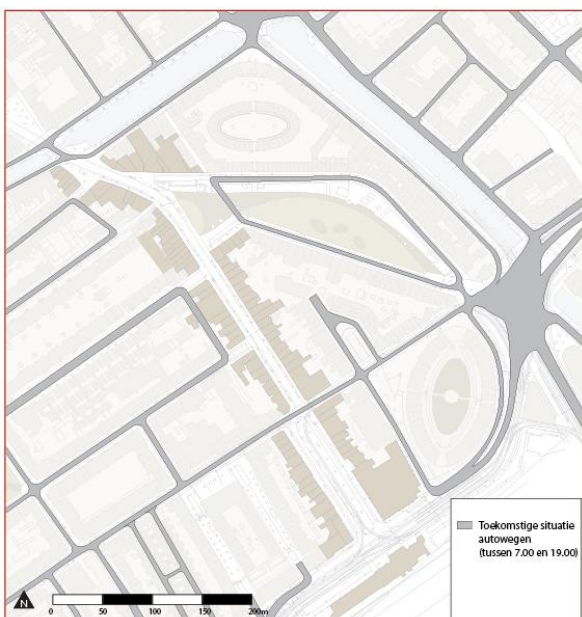 Toekomstige situatie
autowegen
(tussen 7.00 en 19.00)
N
0 50 100 150 200m